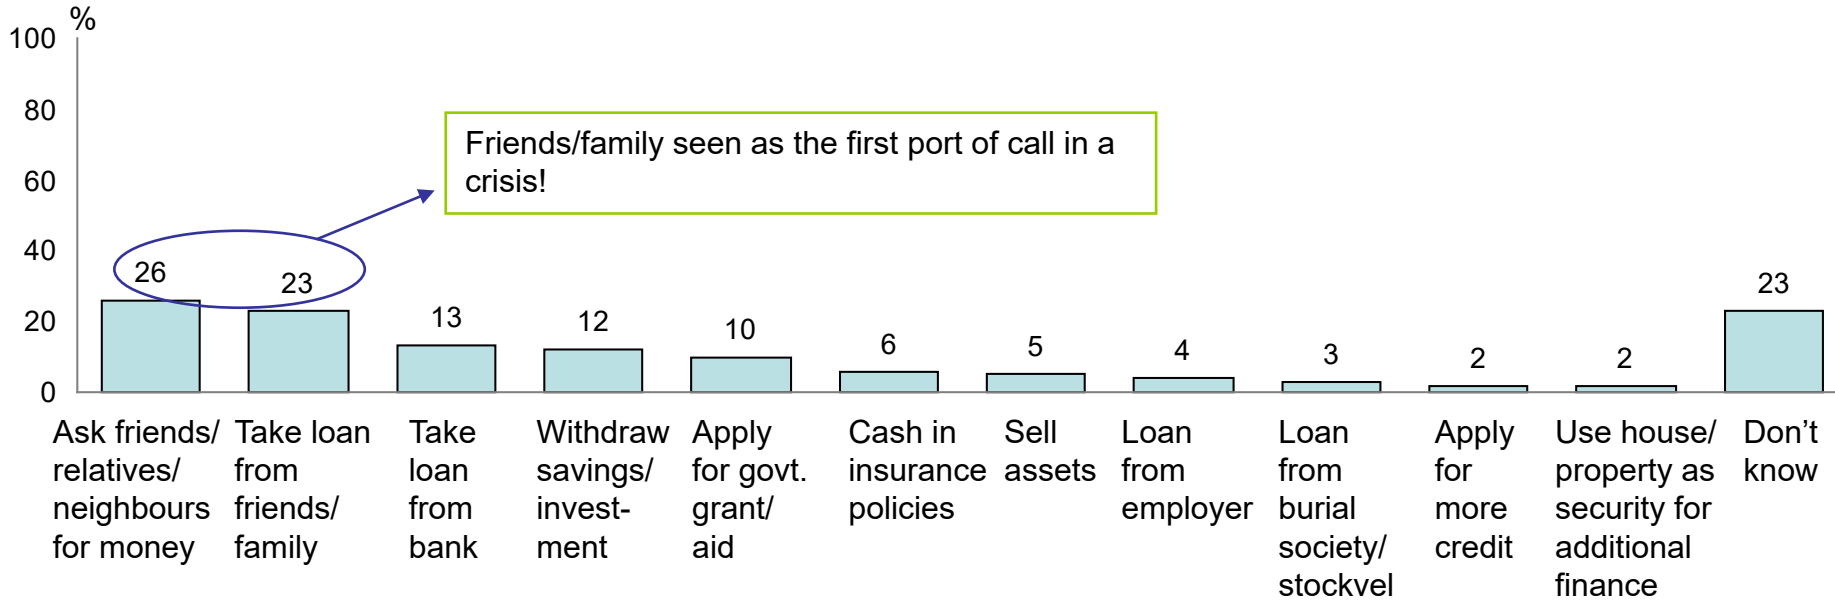 %
100
80
60
40
20
0
Friends/family seen as the first port of call in a
crisis!
26
23
13
12
10
6
5
4
3
2
2
23
Ask friends/
relatives/
neighbours
for money
Take loan
from
friends/
family
Take
loan
from
bank
Withdraw
savings/
invest-
ment
Apply
for govt.
grant/
aid
Cash in
insurance
policies
Sell
assets
Loan
from
employer
Loan
from
burial
society/
stockvel
Apply
for
more
credit
Use house/
property as
security for
additional
finance
Don’t
know